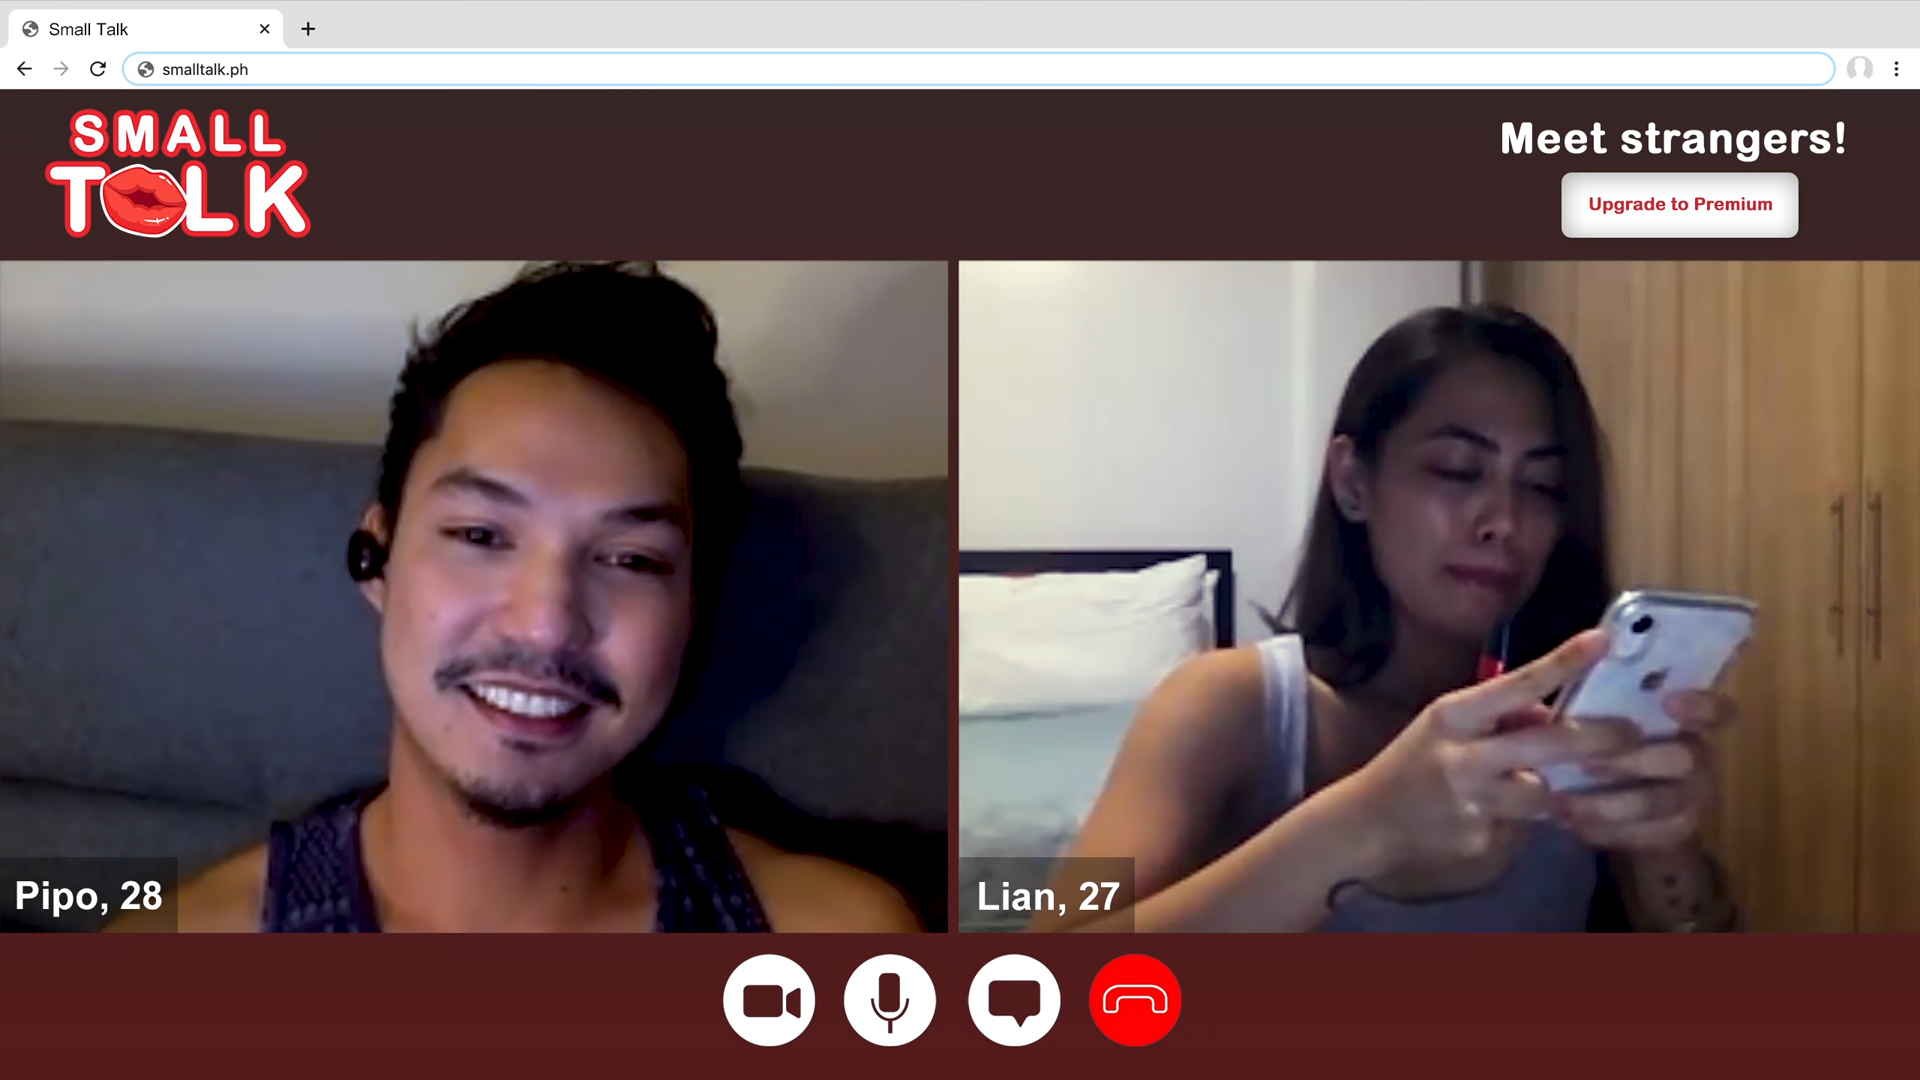 Small Talk
smalltalk.ph
SMALL
TALK
Meet strangers!
Upgrade to Premium
Pipo, 28
Lian, 27